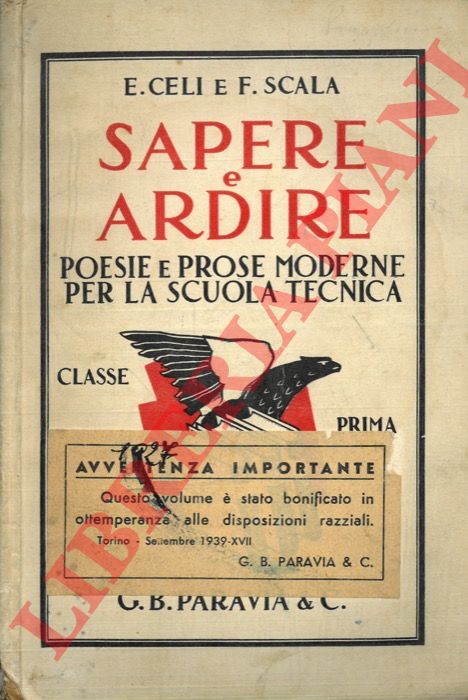 E. CELI E F. SCALA
SAPERE
e
ARDIRE
POESIE E PROSE MODERNE
PER LA SCUOLA TECNICA
CLASSE
PRIMA
AVVERTENZA IMPORTANTE
Questo volume è stato bonificato in
ottemperanza alle disposizioni razziali.
Torino - Settembre 1939-XVII
G. B. PARAVIA & C.
G. B. PARAVIA & C.
LIBRERIA PIANI